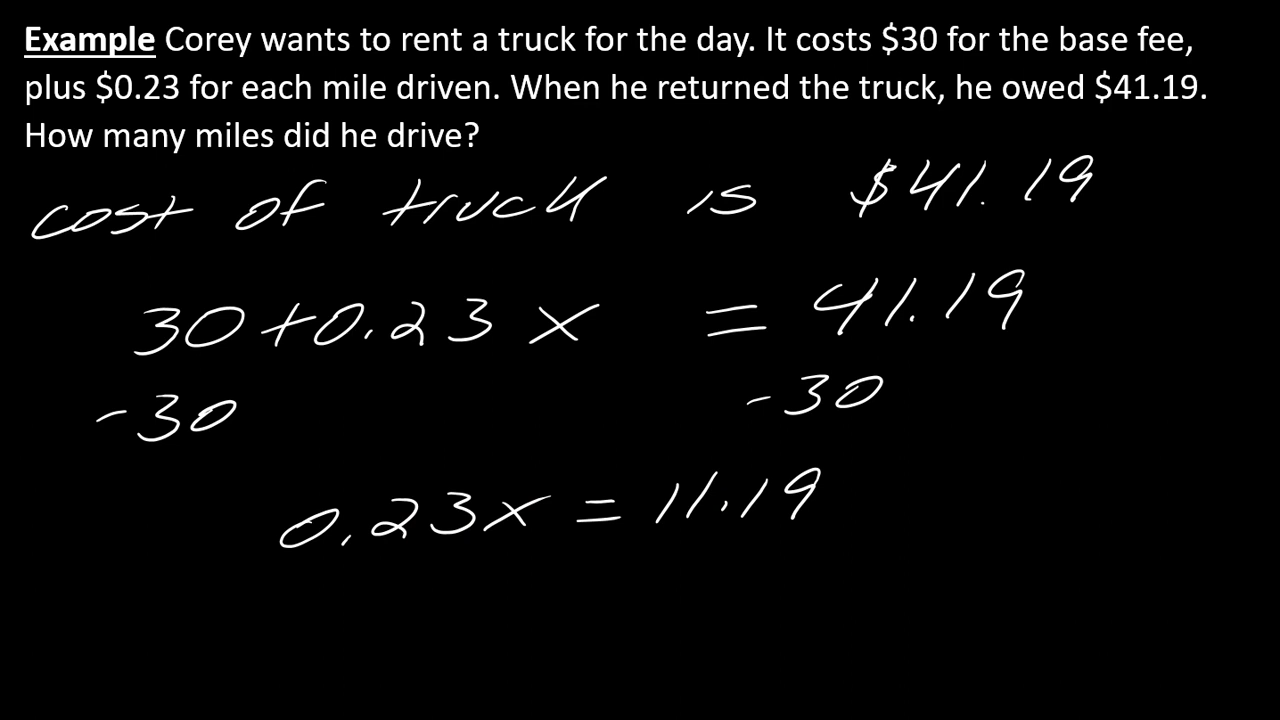 Example Corey wants to rent a truck for the day. It costs $30 for the base fee,
plus $0.23 for each mile driven. When he returned the truck, he owed $41.19.
How many miles did he drive?
cost of truck is $41.19
30+0.23x = 41.19
-30 -30
0.23x = 11.19